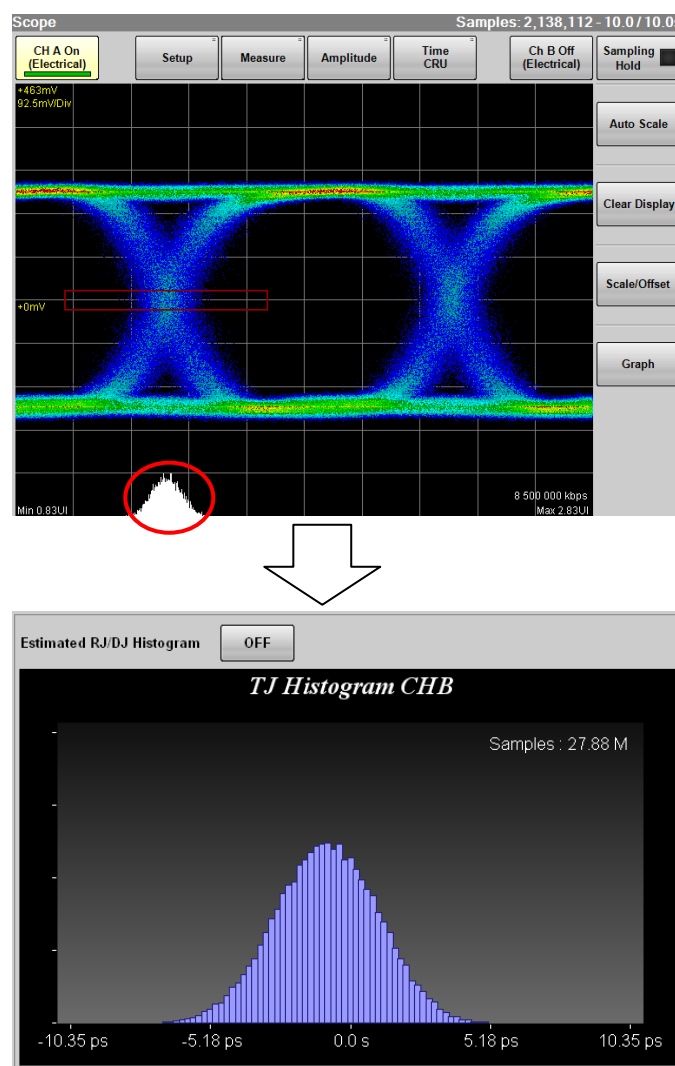 Scope Samples: 2,138,112 - 10.0 / 10.0
CH A On
(Electrical)
Setup
Measure
Amplitude
Time
CRU
Ch B Off
(Electrical)
Sampling
Hold
+463mV
92.5mV/Div
Auto Scale
Clear Display
+0mV
Scale/Offset
Graph
8 500 000 kbps
Min 0.83UI
Max 2.83UI
Estimated RJ/DJ Histogram
OFF
TJ Histogram CHB
Samples : 27.88 M
-10.35 ps
-5.18 ps
0.0 s
5.18 ps
10.35 ps